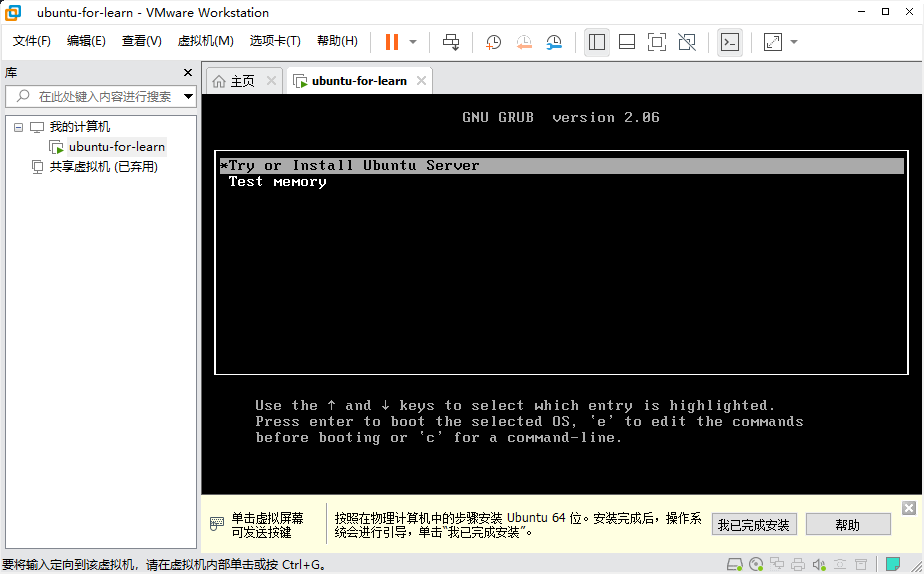 ubuntu-for-learn - VMware Workstation
文件(F) 编辑(E) 查看(V) 虚拟机(M) 选项卡(T) 帮助(H)
库
在此处键入内容进行搜索
我的计算机
ubuntu-for-learn
共享虚拟机 (已弃用)
主页 ubuntu-for-learn
GNU GRUB version 2.06
*Try or Install Ubuntu Server
Test memory
Use the ↑ and ↓ keys to select which entry is highlighted.
Press enter to boot the selected OS, `e' to edit the commands
before booting or `c' for a command-line.
单击虚拟屏幕
可发送按键
按照在物理计算机中的步骤安装 Ubuntu 64 位。安装完成后，操作系
统会进行引导，单击“我已完成安装”。
我已完成安装 帮助
要将输入定向到该虚拟机，请在虚拟机内部单击或按 Ctrl+G。